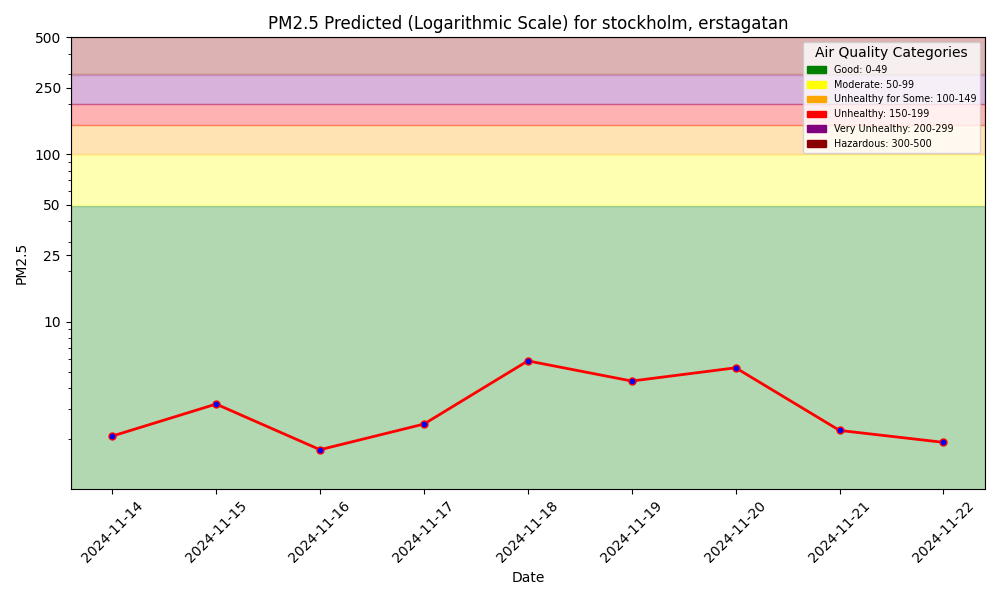 PM2.5 Predicted (Logarithmic Scale) for stockholm, erstagatan
500
250
100
50
25
10
PM2.5
Air Quality Categories
Good: 0-49
Moderate: 50-99
Unhealthy for Some: 100-149
Unhealthy: 150-199
Very Unhealthy: 200-299
Hazardous: 300-500
2024-11-14
2024-11-15
2024-11-16
2024-11-17
2024-11-18
2024-11-19
2024-11-20
2024-11-21
2024-11-22
Date